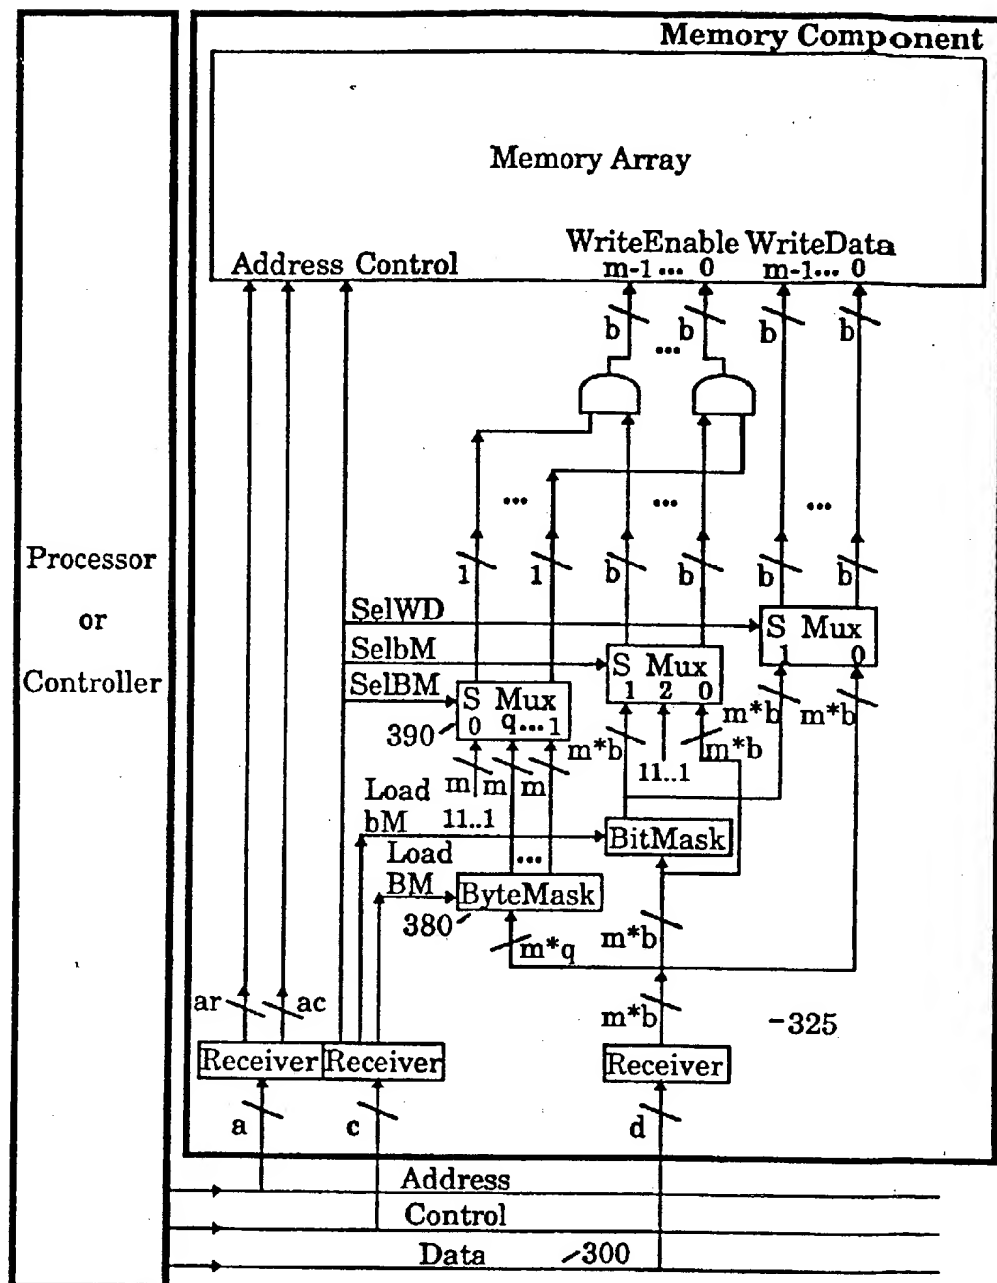 Memory Component
Memory Array
WriteEnable WriteData
Address Control m-1 ... 0 m-1... 0
b b b b
...
... ... ...
1 1 b b b b
Processor
or
Controller
SelWD
S Mux
1 0
SelbM
S Mux
1 2 0
SelBM
S Mux
0 q... 1
390
m*b m*b m*b m*b
m m m
11..1
11..1
Load
bM
BitMask
Load
BM
...
ByteMask
380
m*q
m*b
ar ac
m*b
-325
Receiver Receiver Receiver
a c d
Address
Control
Data 300